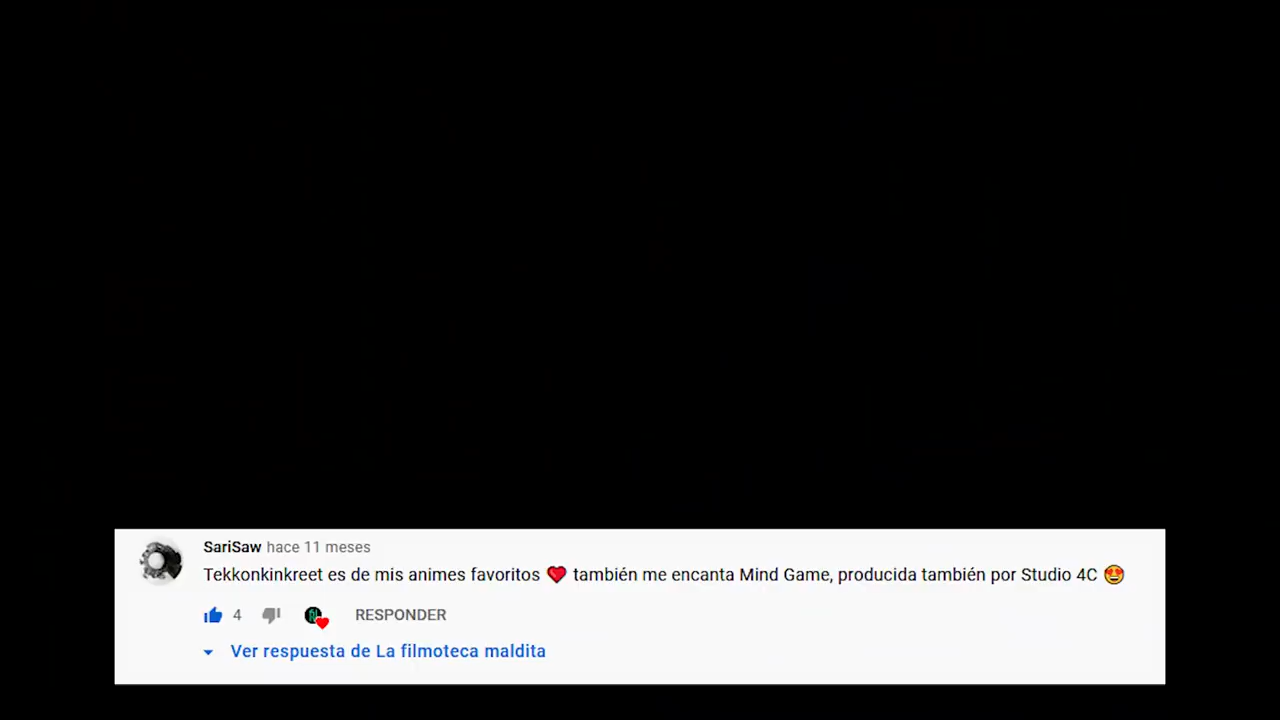 SariSaw hace 11 meses
Tekkonkinkreet es de mis animes favoritos ❤️ también me encanta Mind Game, producida también por Studio 4C 😍
4 RESPONDER
Ver respuesta de La filmoteca maldita